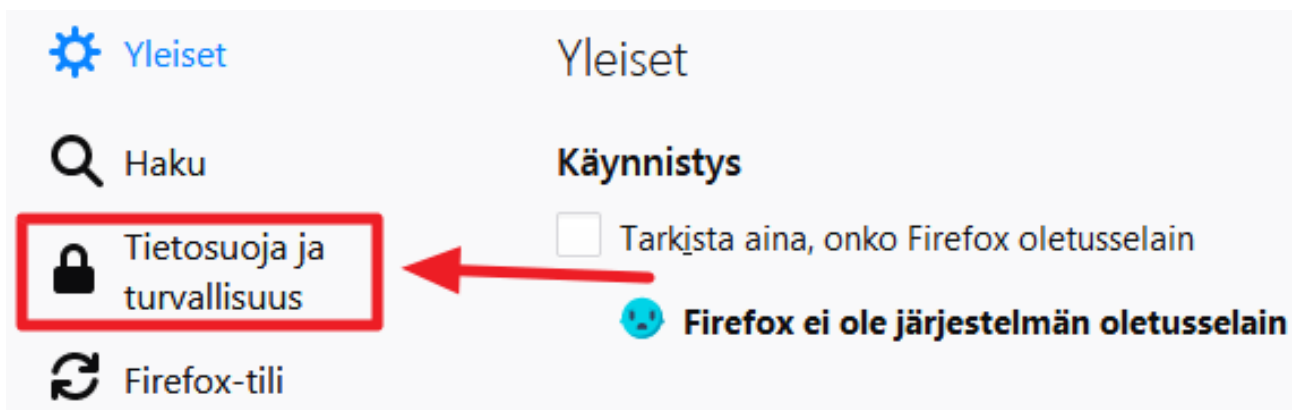 Yleiset
Haku
Tietosuoja ja
turvallisuus
Firefox-tili
Yleiset
Käynnistys
Tarkista aina, onko Firefox oletusselain
Firefox ei ole järjestelmän oletusselain